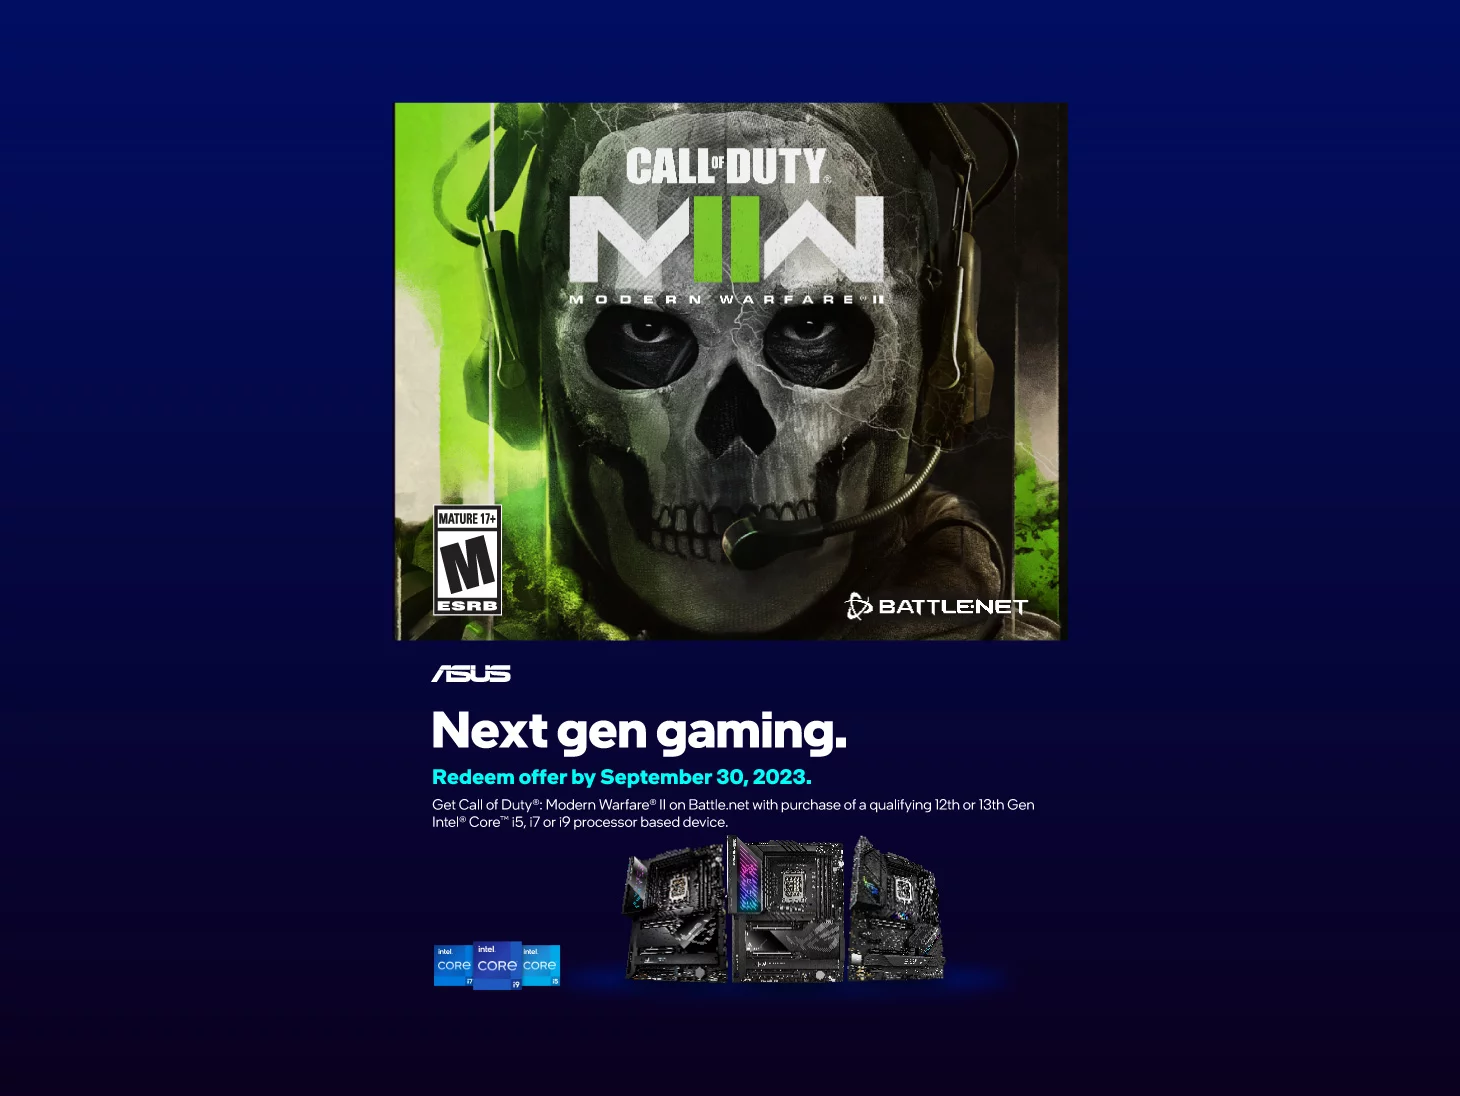 CALL OF DUTY®
MIIW
MODERN WARFARE® II
MATURE 17+
M
ESRB
BATTLE.NET
ASUS
Next gen gaming.
Redeem offer by September 30, 2023.
Get Call of Duty®: Modern Warfare® II on Battle.net with purchase of a qualifying 12th or 13th Gen
Intel® Core™ i5, i7 or i9 processor based device.
intel.
CORE
i7
intel.
CORE
i9
intel.
CORE
i5